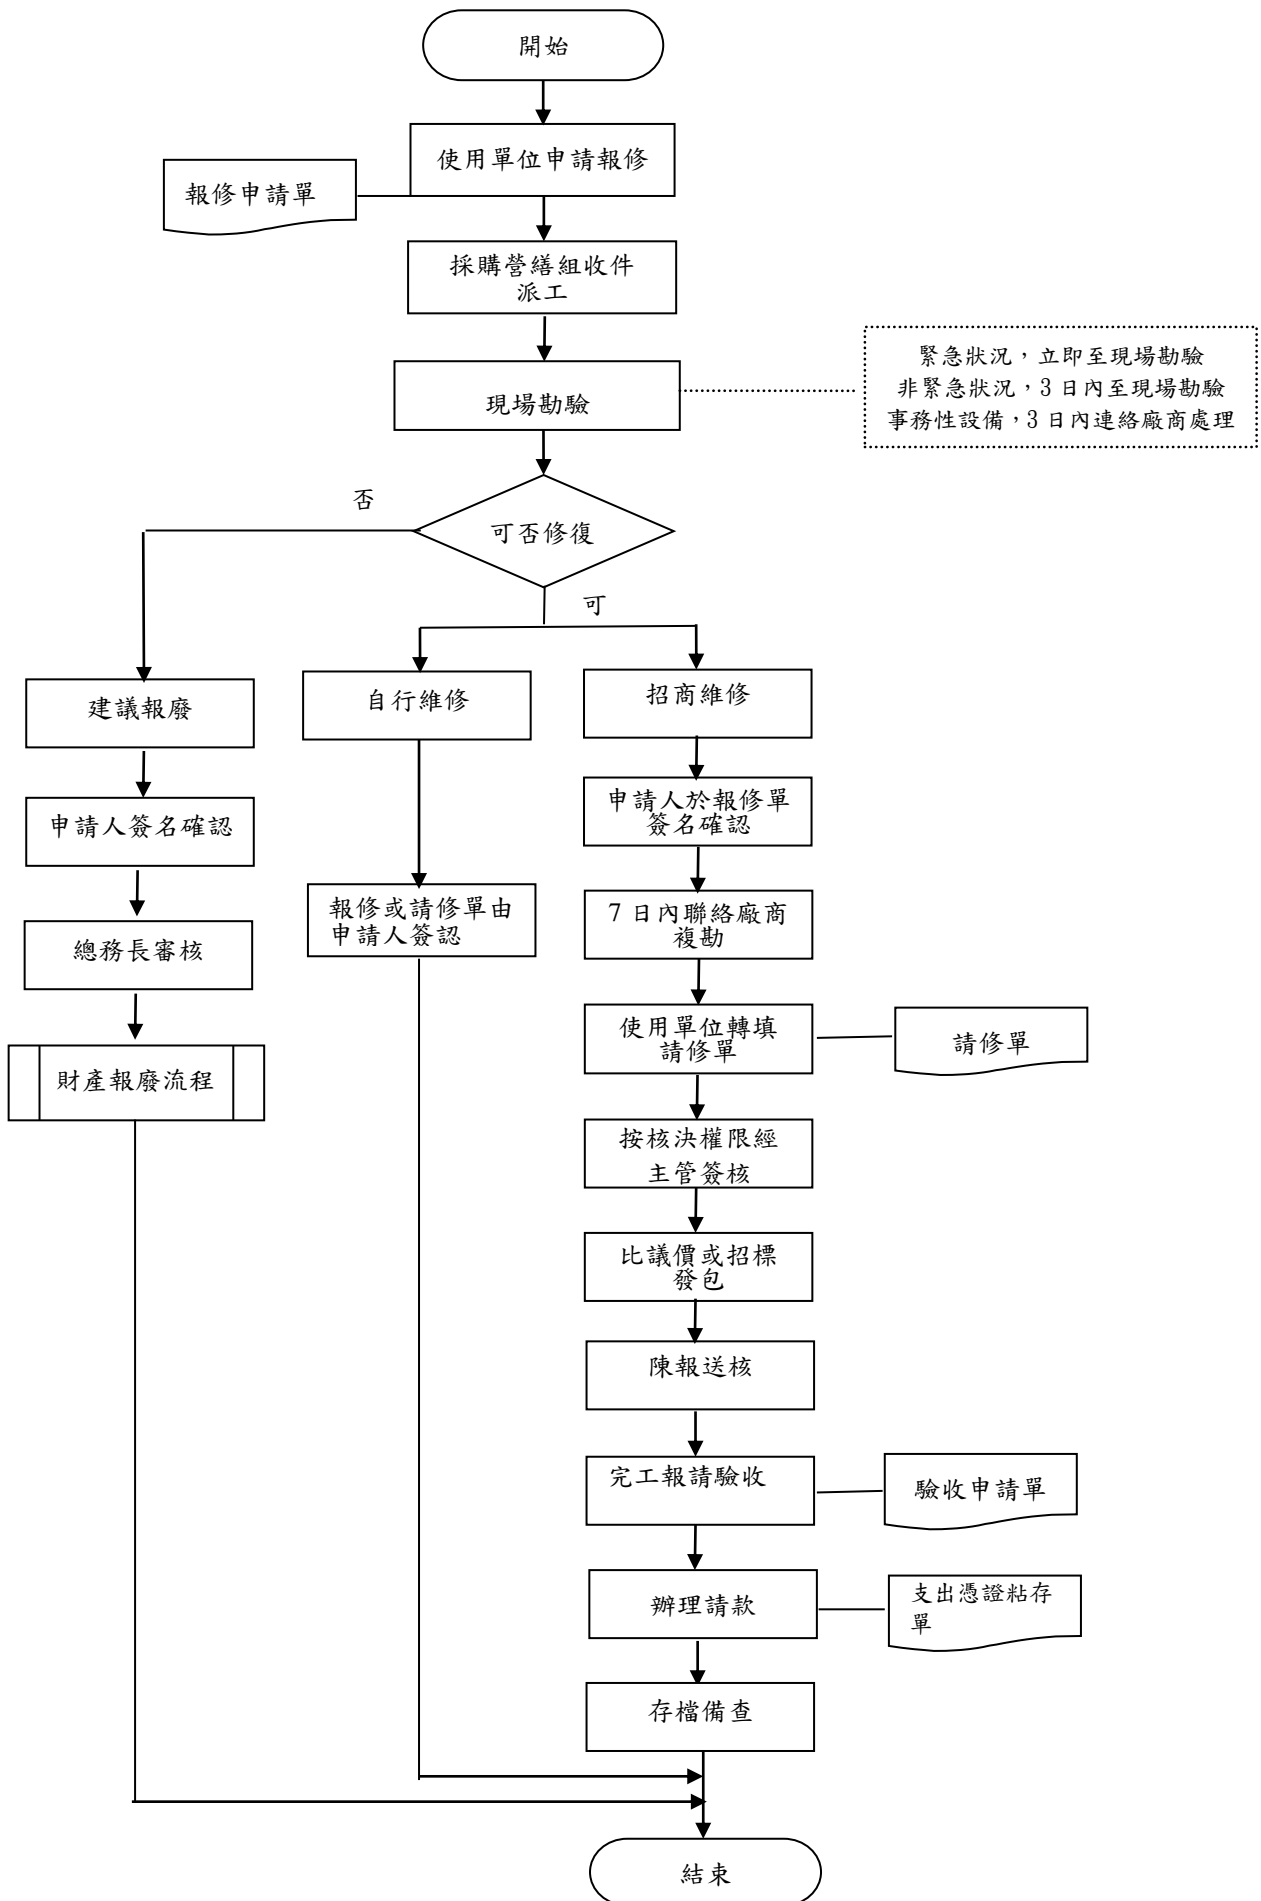 開始
使用單位申請報修
報修申請單
採購營繕組收件
派工
現場勘驗
緊急狀況，立即至現場勘驗
非緊急狀況，3 日內至現場勘驗
事務性設備，3 日內連絡廠商處理
否
可否修復
可
建議報廢
自行維修
招商維修
申請人簽名確認
申請人於報修單
簽名確認
總務長審核
報修或請修單由
申請人簽認
7 日內聯絡廠商
複勘
財產報廢流程
使用單位轉填
請修單
請修單
按核決權限經
主管簽核
比議價或招標
發包
陳報送核
完工報請驗收
驗收申請單
辦理請款
支出憑證粘存
單
存檔備查
結束